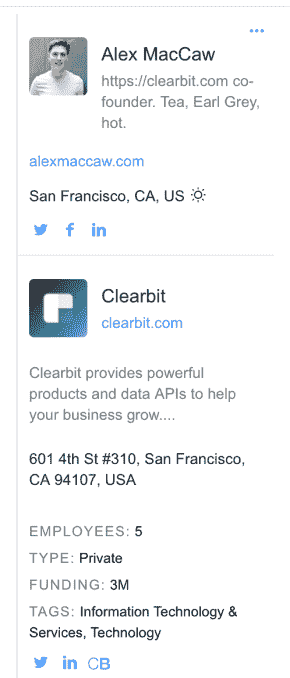 Alex MacCaw
https://clearbit.com co-
founder. Tea, Earl Grey,
hot.
alexmaccaw.com
San Francisco, CA, US
Clearbit
clearbit.com
Clearbit provides powerful
products and data APIs to help
your business grow....
601 4th St #310, San Francisco,
CA 94107, USA
EMPLOYEES: 5
TYPE: Private
FUNDING: 3M
TAGS: Information Technology &
Services, Technology
CB